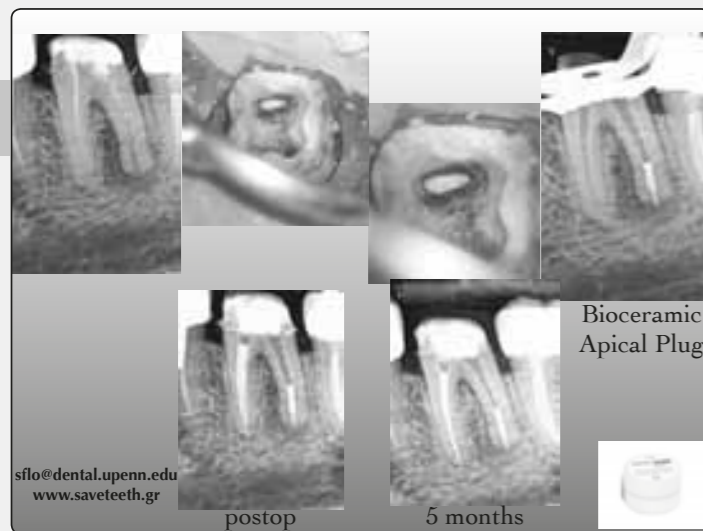 Bioceramic
Apical Plug
sflo@dental.upenn.edu
www.saveteeth.gr
postop
5 months